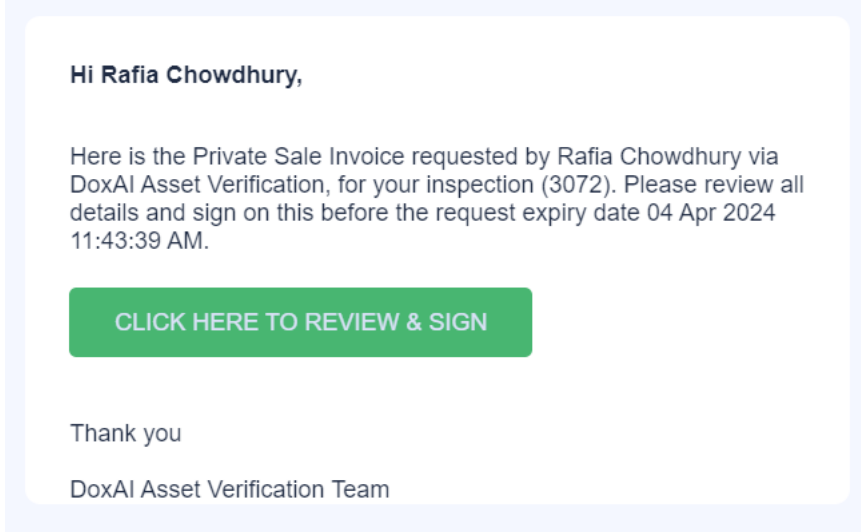 Hi Rafia Chowdhury,
Here is the Private Sale Invoice requested by Rafia Chowdhury via
DoxAI Asset Verification, for your inspection (3072). Please review all
details and sign on this before the request expiry date 04 Apr 2024
11:43:39 AM.
CLICK HERE TO REVIEW & SIGN
Thank you
DoxAI Asset Verification Team